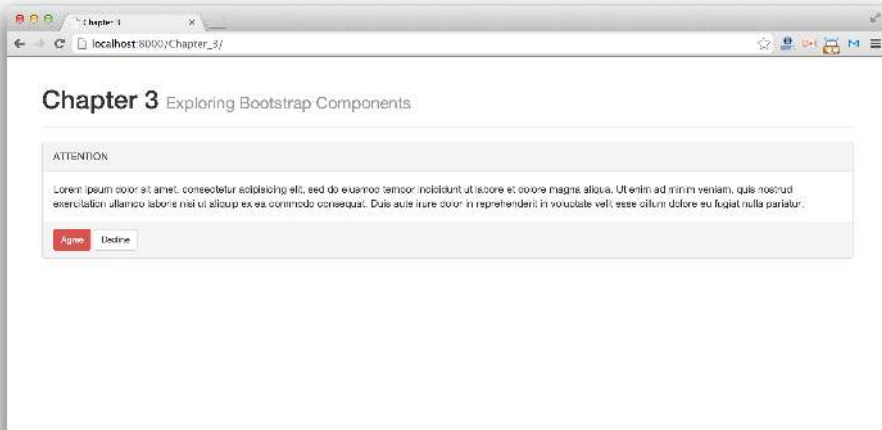 Chapter 3
localhost:8000/Chapter_3/
Chapter 3 Exploring Bootstrap Components
ATTENTION
Lorem ipsum dolor sit amet, consectetur adipisicing elit, sed do eiusmod tempor incididunt ut labore et dolore magna aliqua. Ut enim ad minim veniam, quis nostrud
exercitation ullamco laboris nisi ut aliquip ex ea commodo consequat. Duis aute irure dolor in reprehenderit in voluptate velit esse cillum dolore eu fugiat nulla pariatur.
Agree Decline